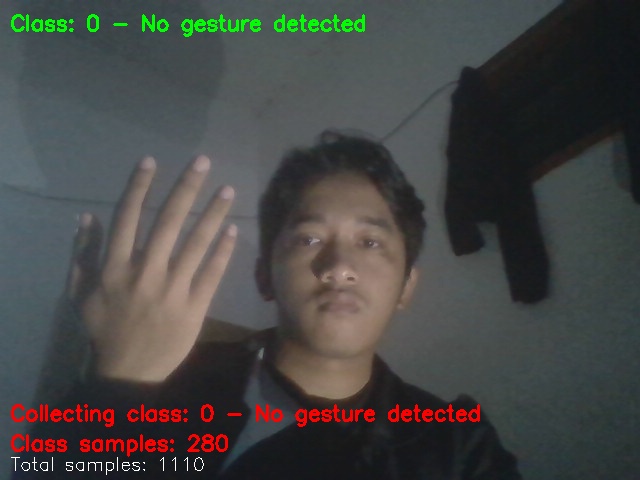 Class: 0 - No gesture detected
Collecting class: 0 - No gesture detected
Class samples: 280
Total samples: 1110